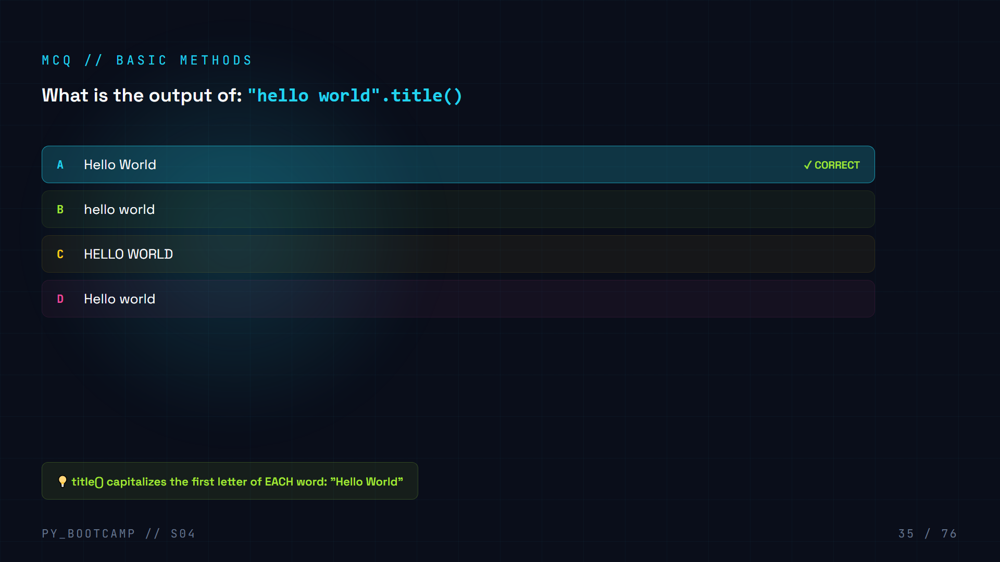 MCQ // BASIC METHODS
What is the output of: "hello world".title()
A Hello World ✓ CORRECT
B hello world
C HELLO WORLD
D Hello world
💡 title() capitalizes the first letter of EACH word: ”Hello World”
PY_BOOTCAMP // S04
35 / 76